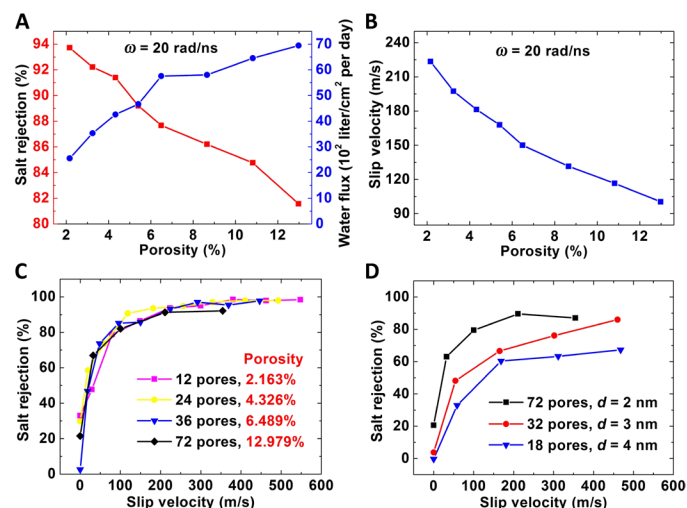 A
ω = 20 rad/ns
94
92
90
88
86
84
82
80
Salt rejection (%)
70
60
50
40
30
20
10
0
Water flux (10² liter/cm² per day)
2 4 6 8 10 12
Porosity (%)
B
ω = 20 rad/ns
240
210
180
150
120
90
Slip velocity (m/s)
2 4 6 8 10 12
Porosity (%)
C
100
80
60
40
20
0
Salt rejection (%)
Porosity
12 pores, 2.163%
24 pores, 4.326%
36 pores, 6.489%
72 pores, 12.979%
0 100 200 300 400 500 600
Slip velocity (m/s)
D
100
80
60
40
20
0
Salt rejection (%)
72 pores, d = 2 nm
32 pores, d = 3 nm
18 pores, d = 4 nm
0 100 200 300 400 500 600
Slip velocity (m/s)